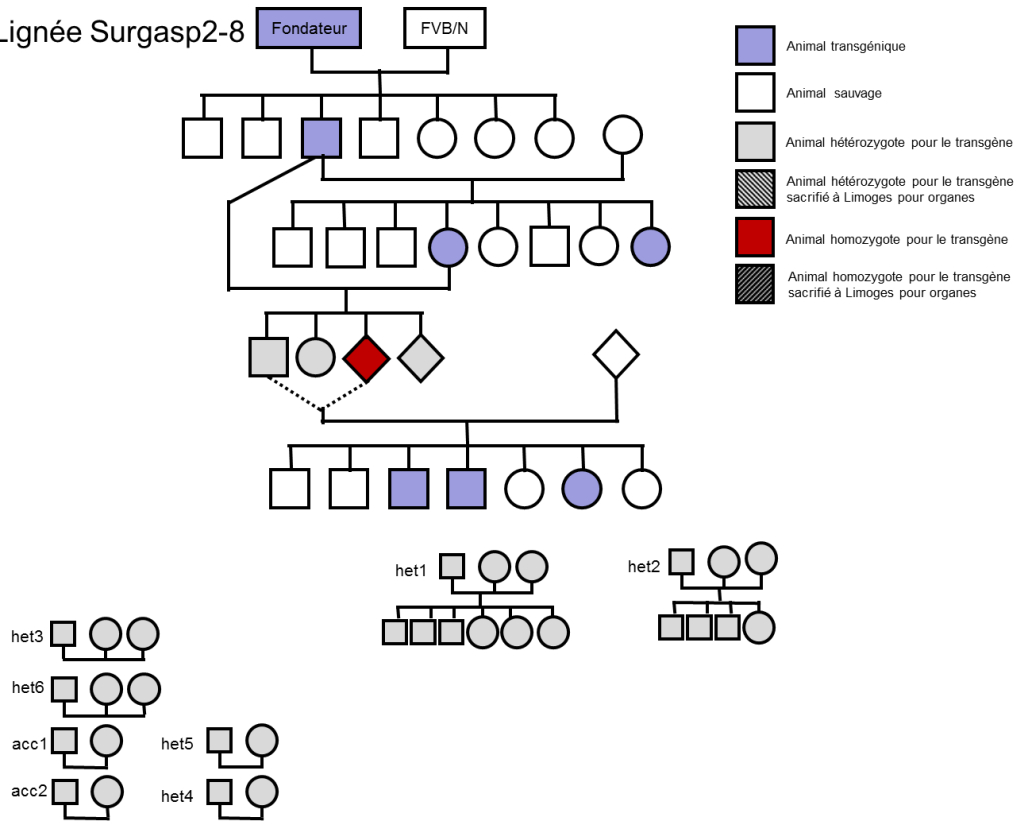 Lignée Surgasp2-8
Fondateur
FVB/N
Animal transgénique
Animal sauvage
Animal hétérozygote pour le transgène
Animal hétérozygote pour le transgène
sacrifié à Limoges pour organes
Animal homozygote pour le transgène
Animal homozygote pour le transgène
sacrifié à Limoges pour organes
het1
het2
het3
het6
acc1
het5
acc2
het4